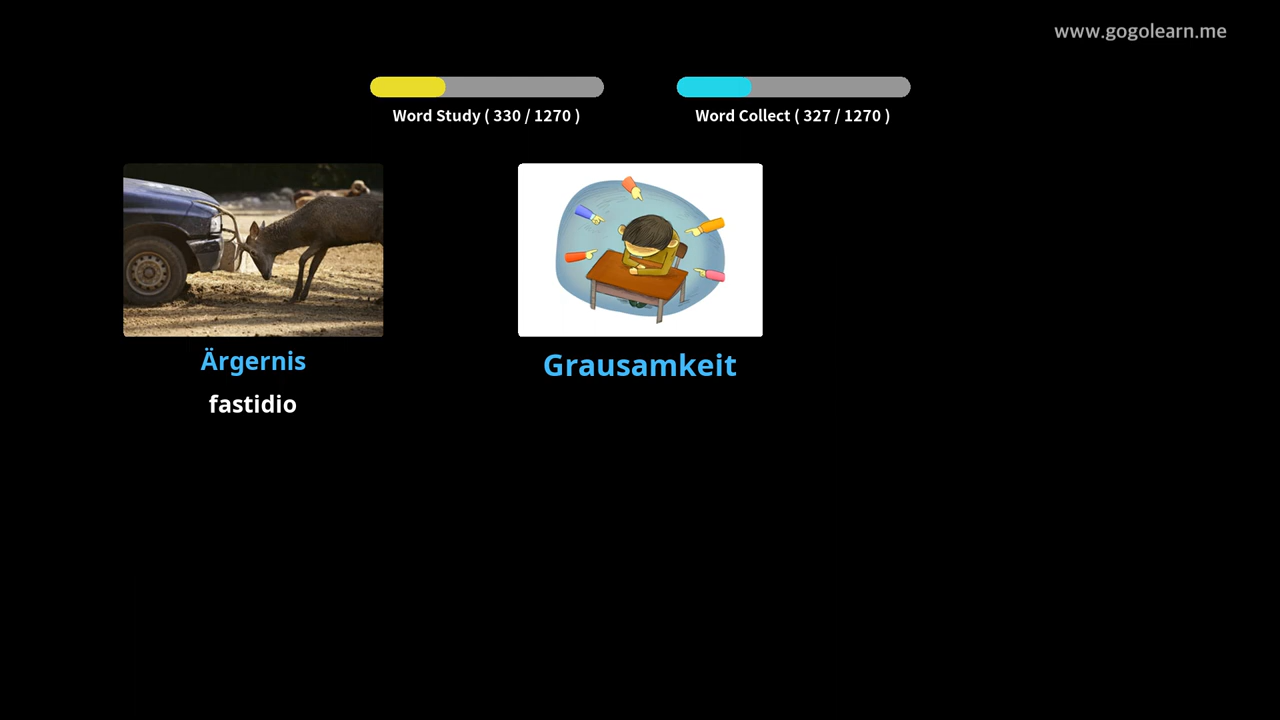 www.gogolearn.me
Word Study ( 330 / 1270 )
Word Collect ( 327 / 1270 )
Ärgernis
fastidio
Grausamkeit